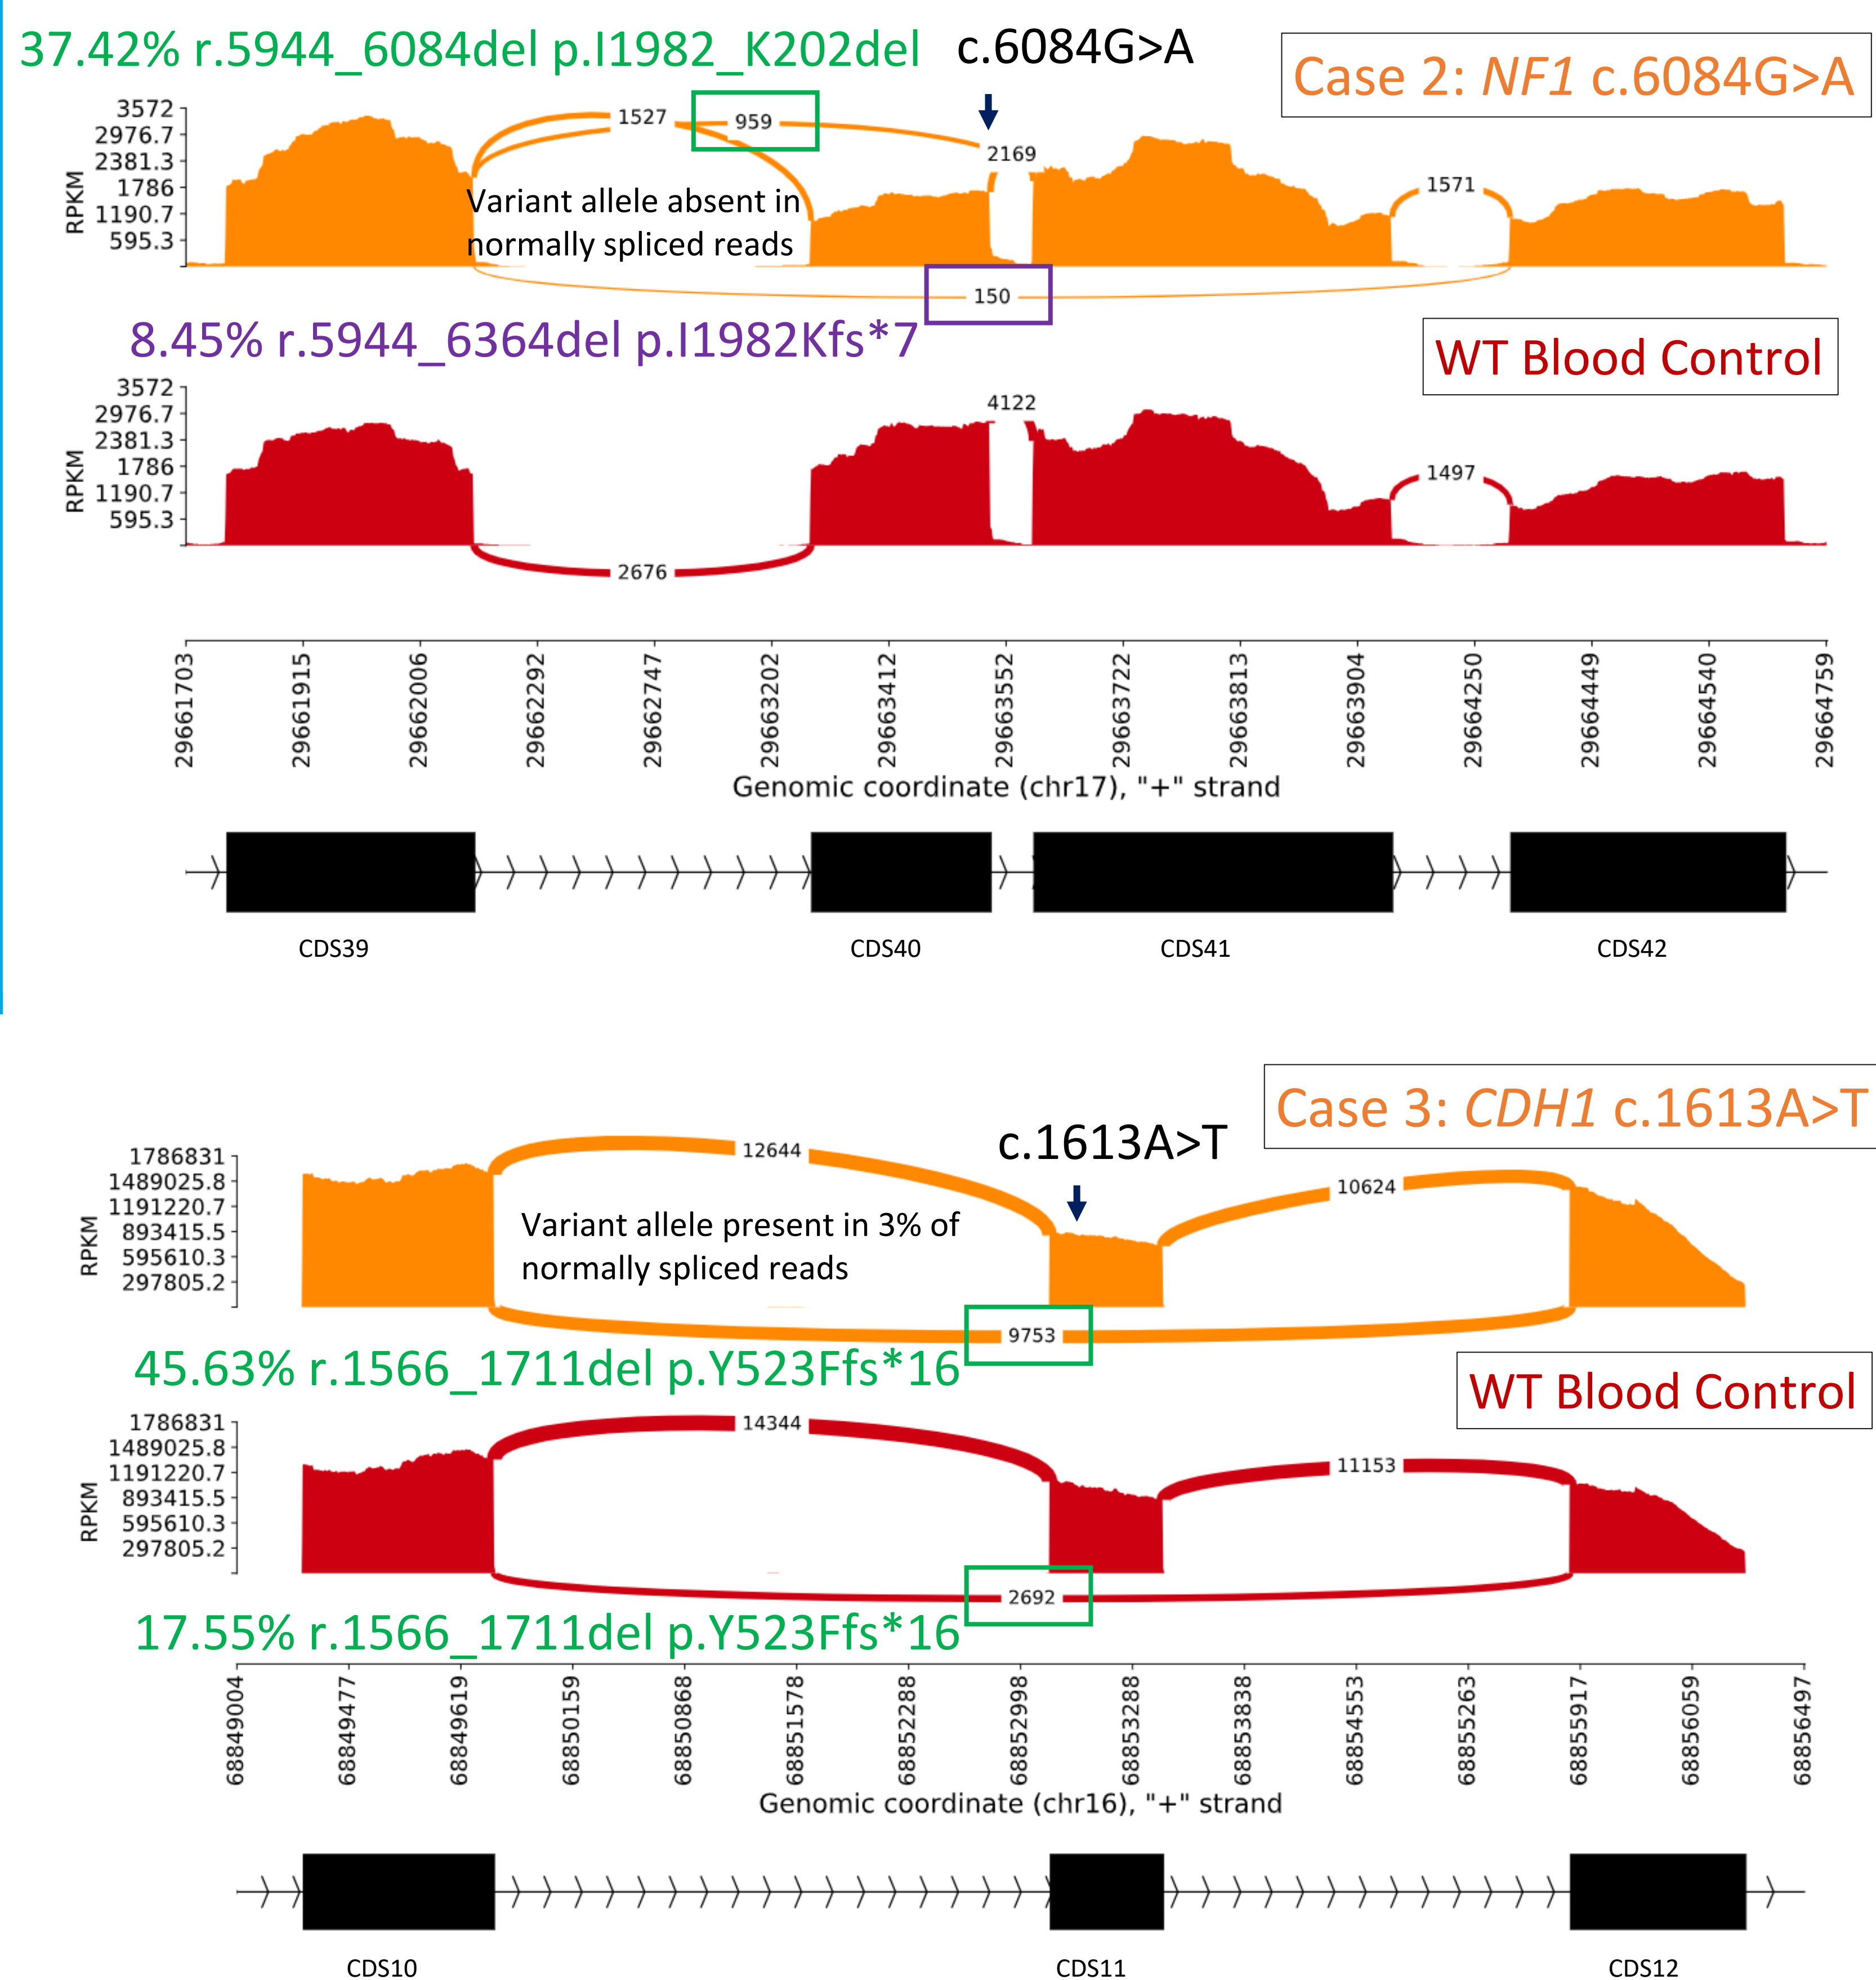 37.42% r.5944_6084del p.I1982_K202del
c.6084G>A
Case 2: NF1 c.6084G>A
3572
2976.7
2381.3
1786
1190.7
595.3
RPKM
1527
959
2169
1571
Variant allele absent in
normally spliced reads
150
8.45% r.5944_6364del p.I1982Kfs*7
WT Blood Control
3572
2976.7
2381.3
1786
1190.7
595.3
RPKM
4122
1497
2676
29661703
29661915
29662006
29662292
29662747
29663202
29663412
29663552
29663722
29663813
29663904
29664250
29664449
29664540
29664759
Genomic coordinate (chr17), "+" strand
CDS39
CDS40
CDS41
CDS42
Case 3: CDH1 c.1613A>T
c.1613A>T
1786831
1489025.8
1191220.7
893415.5
595610.3
297805.2
RPKM
12644
10624
Variant allele present in 3% of
normally spliced reads
9753
45.63% r.1566_1711del p.Y523Ffs*16
WT Blood Control
1786831
1489025.8
1191220.7
893415.5
595610.3
297805.2
RPKM
14344
11153
2692
17.55% r.1566_1711del p.Y523Ffs*16
68849004
68849477
68849619
68850159
68850868
68851578
68852288
68852998
68853288
68853838
68854553
68855263
68855917
68856059
68856497
Genomic coordinate (chr16), "+" strand
CDS10
CDS11
CDS12